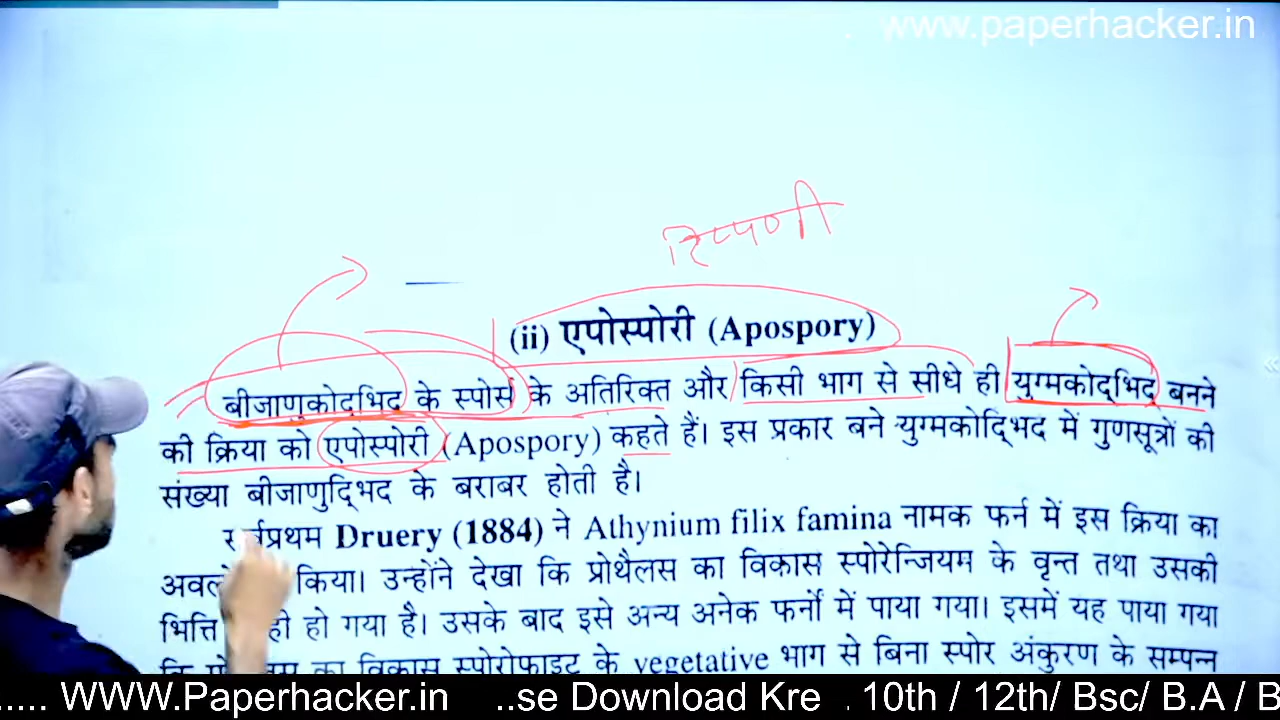 www.paperhacker.in
टिप्पणी
(ii) एपोस्पोरी (Apospory)
बीजाणुकोद्भिद के स्पोर्स के अतिरिक्त और किसी भाग से सीधे ही युग्मकोद्भिद बनने
की क्रिया को एपोस्पोरी (Apospory) कहते हैं। इस प्रकार बने युग्मकोद्भिद में गुणसूत्रों की
संख्या बीजाणुद्भिद के बराबर होती है।
Druery (1884) ने Athynium filix famina नामक फर्न में इस क्रिया का
किया। उन्होंने देखा कि प्रोथैलस का विकास स्पोरेन्जियम के वृन्त तथा उसकी
भित्ति हो गया है। उसके बाद इसे अन्य अनेक फर्नों में पाया गया। इसमें यह पाया गया
का विकास स्पोरोफाइट के vegetative भाग से बिना स्पोर अंकुरण के सम्पन्न
..... WWW.Paperhacker.in ..se Download Kre . 10th / 12th/ Bsc/ B.A / B